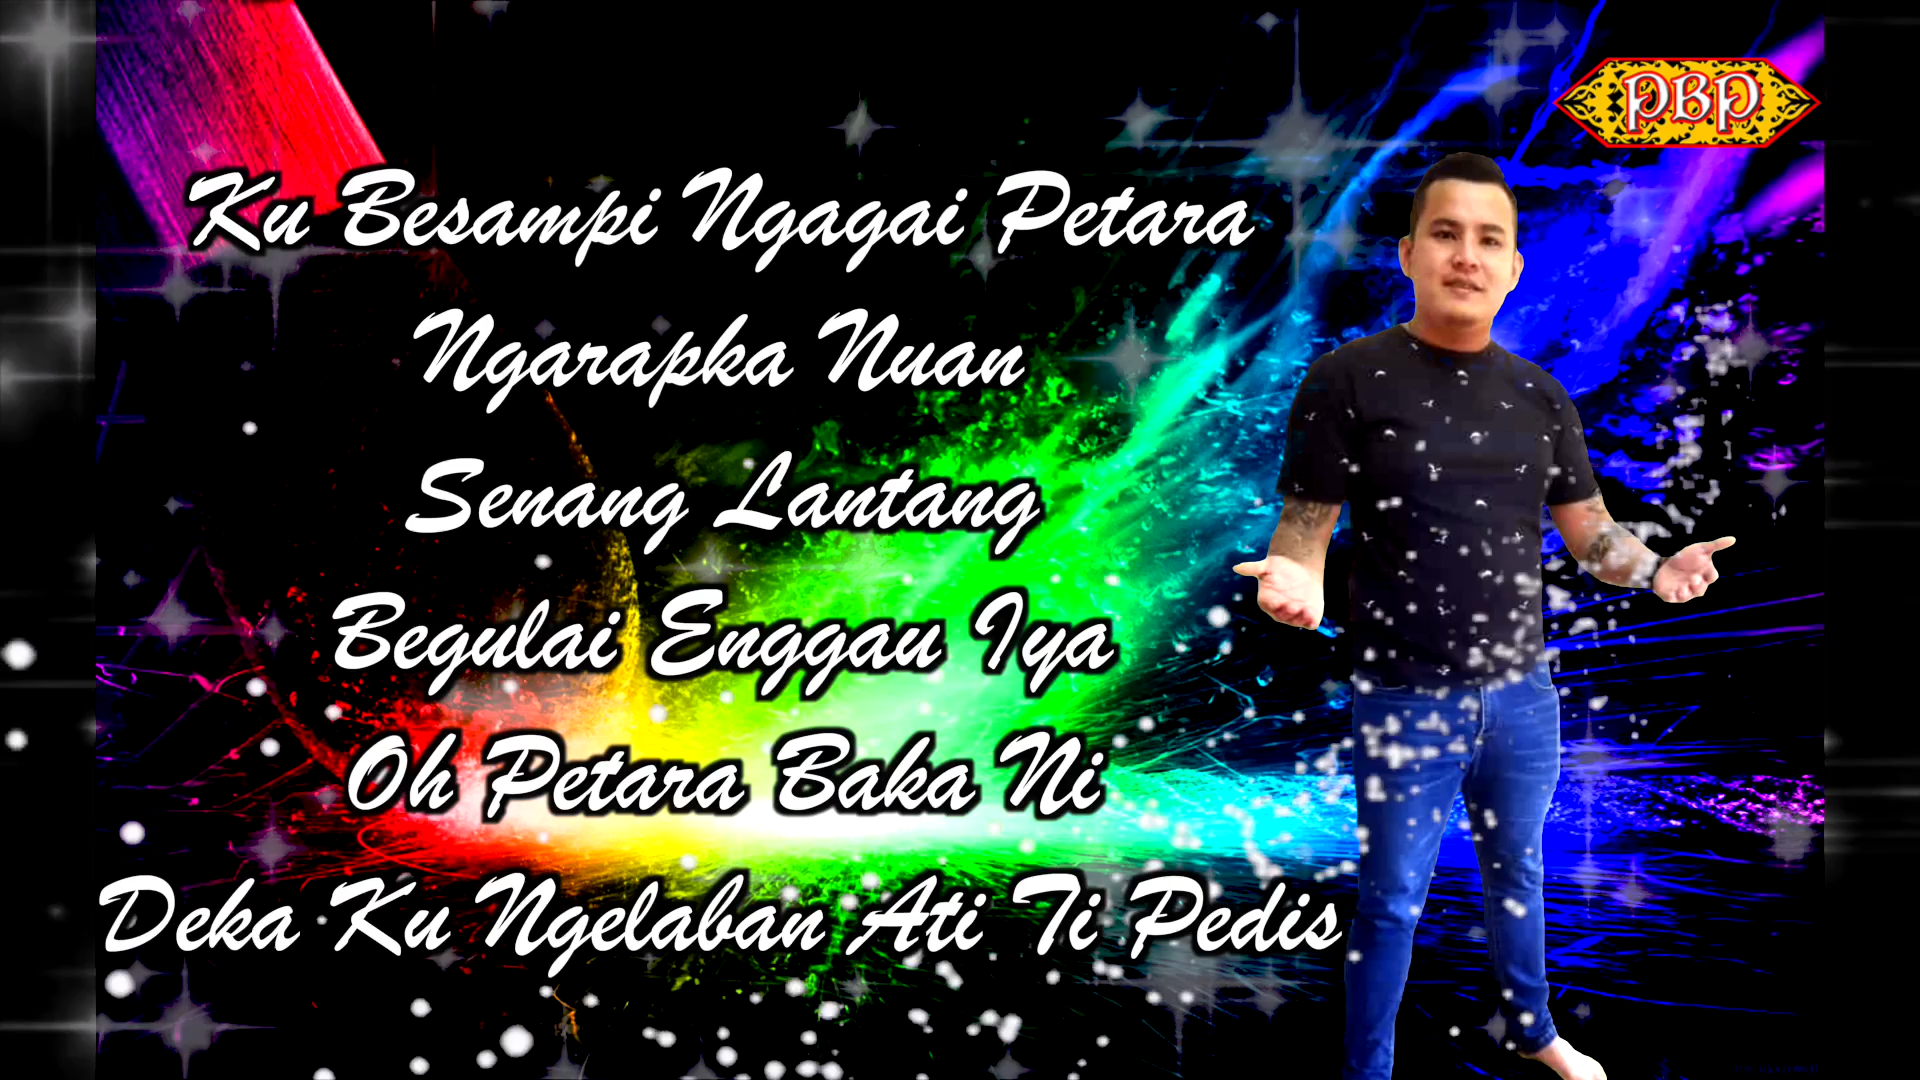 PBP
Ku Besampi Ngagai Petara
Ngarapka Nuan
Senang Lantang
Begulai Enggau Iya
Oh Petara Baka Ni
Deka Ku Ngelaban Ati Ti Pedis